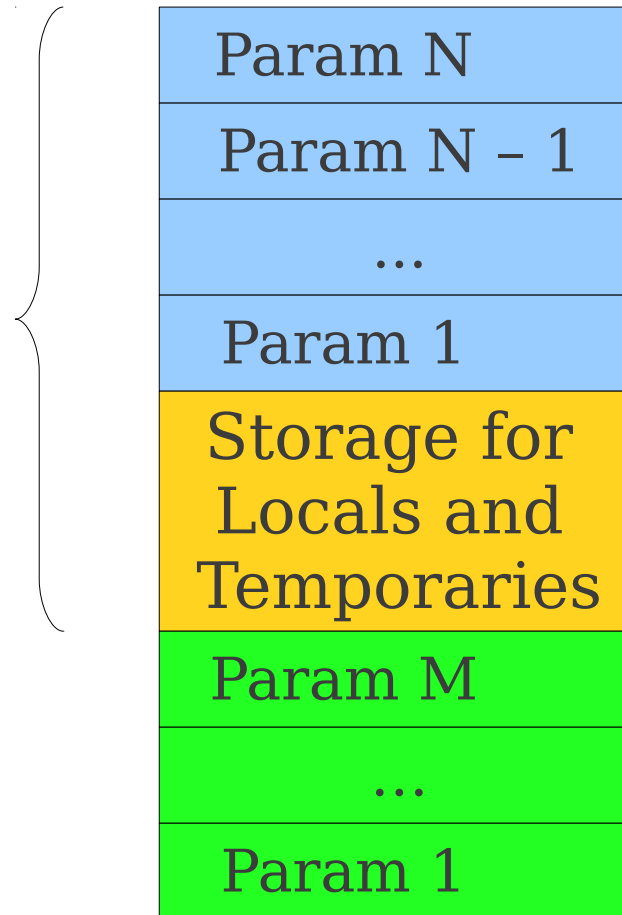 Param N
Param N – 1
...
Param 1
Storage for
Locals and
Temporaries
Param M
...
Param 1